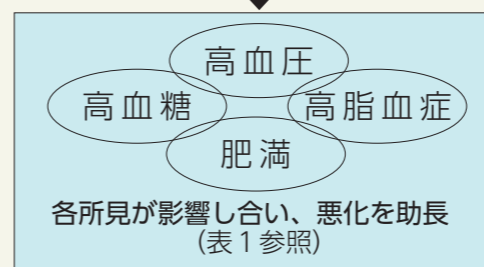 高血圧
高血糖
高脂血症
肥満
各所見が影響し合い、悪化を助長
(表1参照)